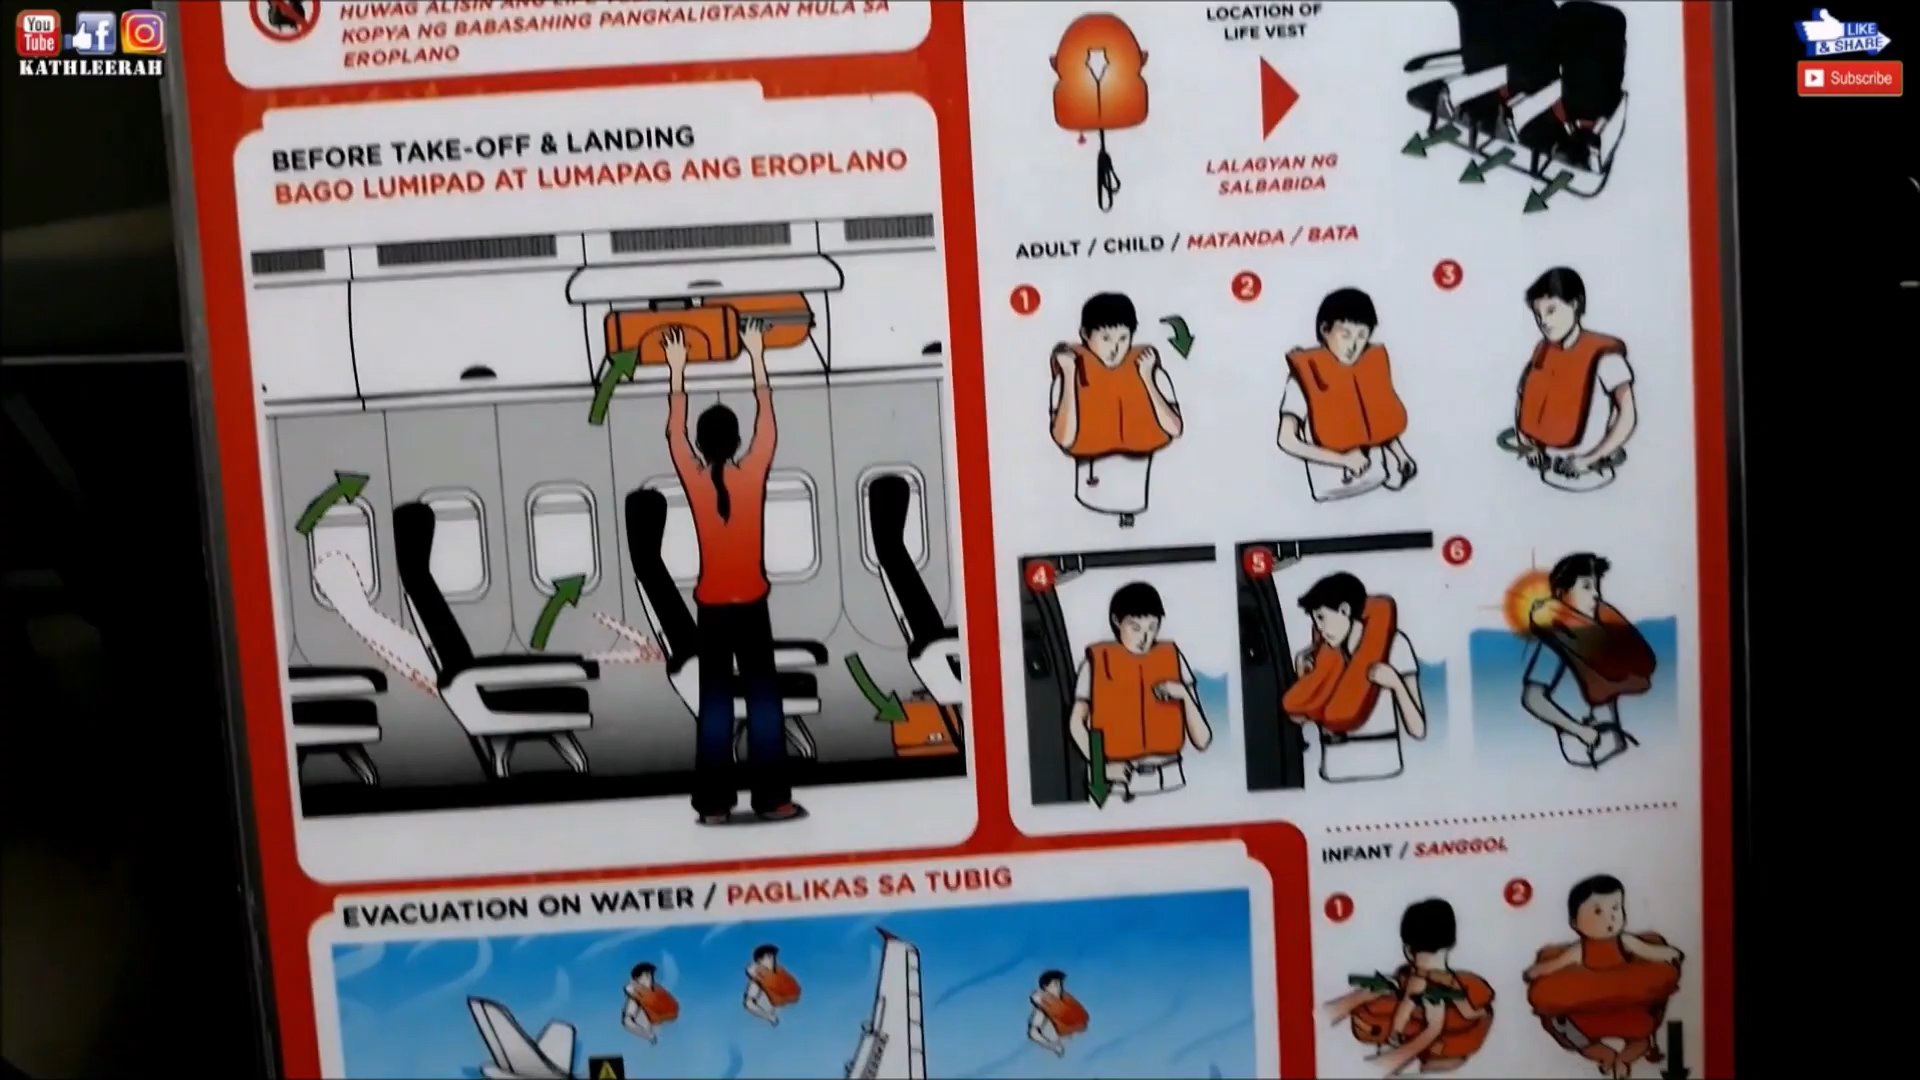 You
Tube
f
KATHLEERAH
LIKE
& SHARE
Subscribe
KOPYA NG BABASAHING PANGKALIGTASAN MULA SA
EROPLANO
BEFORE TAKE-OFF & LANDING
BAGO LUMIPAD AT LUMAPAG ANG EROPLANO
LOCATION OF
LIFE VEST
LALAGYAN NG
SALBABIDA
ADULT / CHILD / MATANDA / BATA
1
2
3
4
5
6
EVACUATION ON WATER / PAGLIKAS SA TUBIG
A
INFANT / SANGGOL
1
2